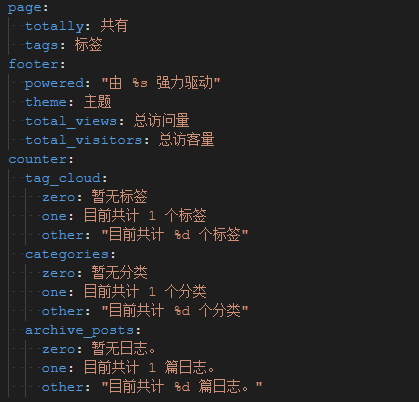 page:
  totally: 共有
  tags: 标签
footer:
  powered: "由 %s 强力驱动"
  theme: 主题
  total_views: 总访问量
  total_visitors: 总访客量
counter:
  tag_cloud:
    zero: 暂无标签
    one: 目前共计 1 个标签
    other: "目前共计 %d 个标签"
  categories:
    zero: 暂无分类
    one: 目前共计 1 个分类
    other: "目前共计 %d 个分类"
  archive_posts:
    zero: 暂无日志。
    one: 目前共计 1 篇日志。
    other: "目前共计 %d 篇日志。"